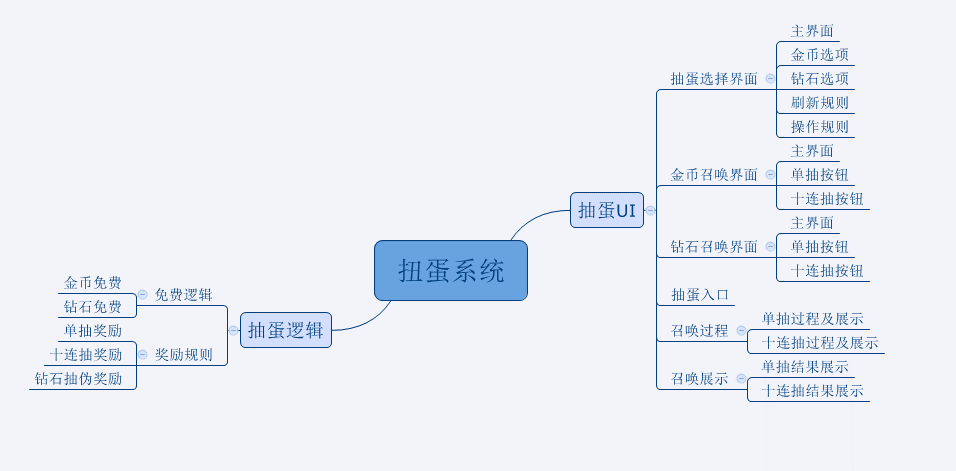 扭蛋系统
抽蛋UI
抽蛋选择界面
主界面
金币选项
钻石选项
刷新规则
操作规则
金币召唤界面
主界面
单抽按钮
十连抽按钮
钻石召唤界面
主界面
单抽按钮
十连抽按钮
抽蛋入口
召唤过程
单抽过程及展示
十连抽过程及展示
召唤展示
单抽结果展示
十连抽结果展示
抽蛋逻辑
免费逻辑
金币免费
钻石免费
奖励规则
单抽奖励
十连抽奖励
钻石抽伪奖励